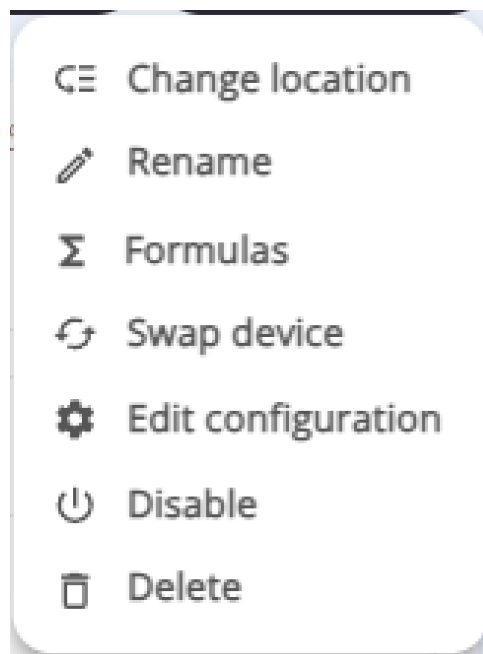 Change location
Rename
Formulas
Swap device
Edit configuration
Disable
Delete